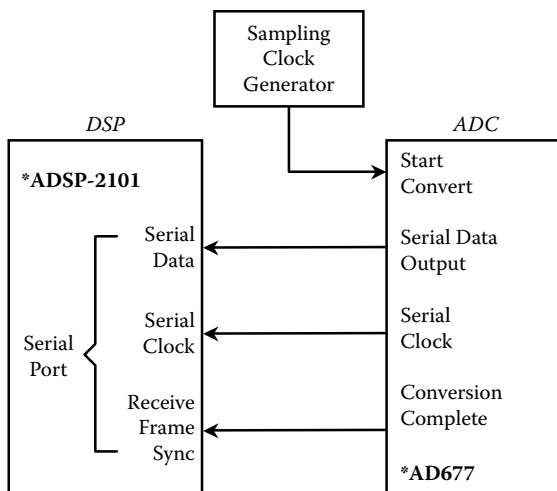 Sampling
Clock
Generator
DSP
*ADSP-2101
Serial
Data
Serial
Clock
Receive
Frame
Sync
Serial
Port
ADC
Start
Convert
Serial Data
Output
Serial
Clock
Conversion
Complete
*AD677